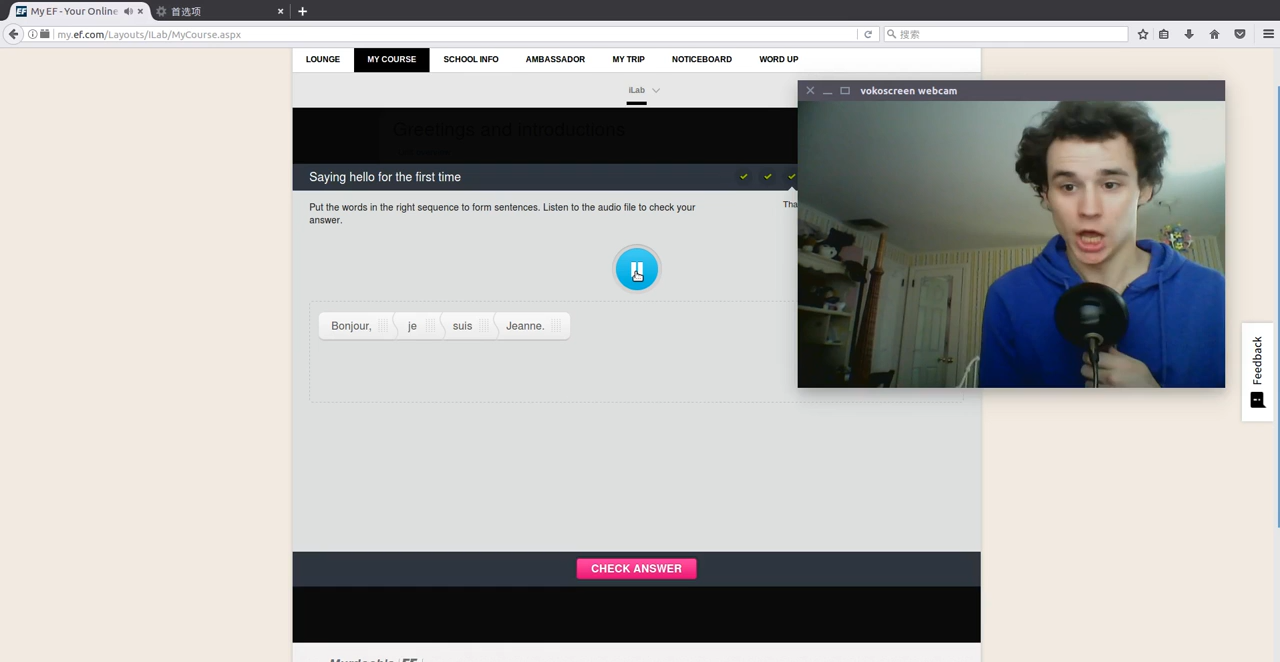 My EF - Your Online
首选项
my.ef.com/Layouts/ILab/MyCourse.aspx
搜索
LOUNGE MY COURSE SCHOOL INFO AMBASSADOR MY TRIP NOTICEBOARD WORD UP
iLab
vokoscreen webcam
Greetings and Introductions
Saying hello for the first time
Put the words in the right sequence to form sentences. Listen to the audio file to check your
answer.
Tha
Bonjour, je suis Jeanne.
Feedback
CHECK ANSWER